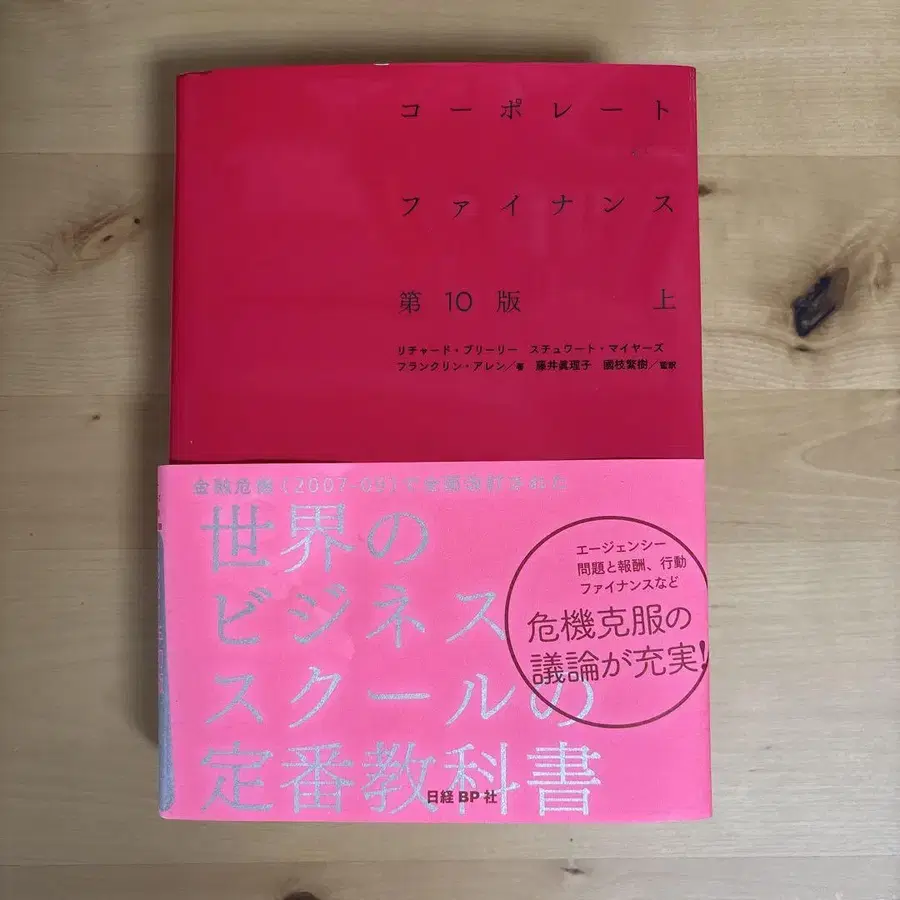 コーポレート
ファイナンス
第10版 上
リチャード・ブリーリー スチュワート・マイヤーズ
フランクリン・アレン/著 藤井眞理子 國枝繁樹/監訳
金融危機(2007-09)で
世界の
ビジネス
スクールの
定番教科書
エージェンシー
問題と報酬、行動
ファイナンスなど
危機克服の
議論が充実!
日経BP社